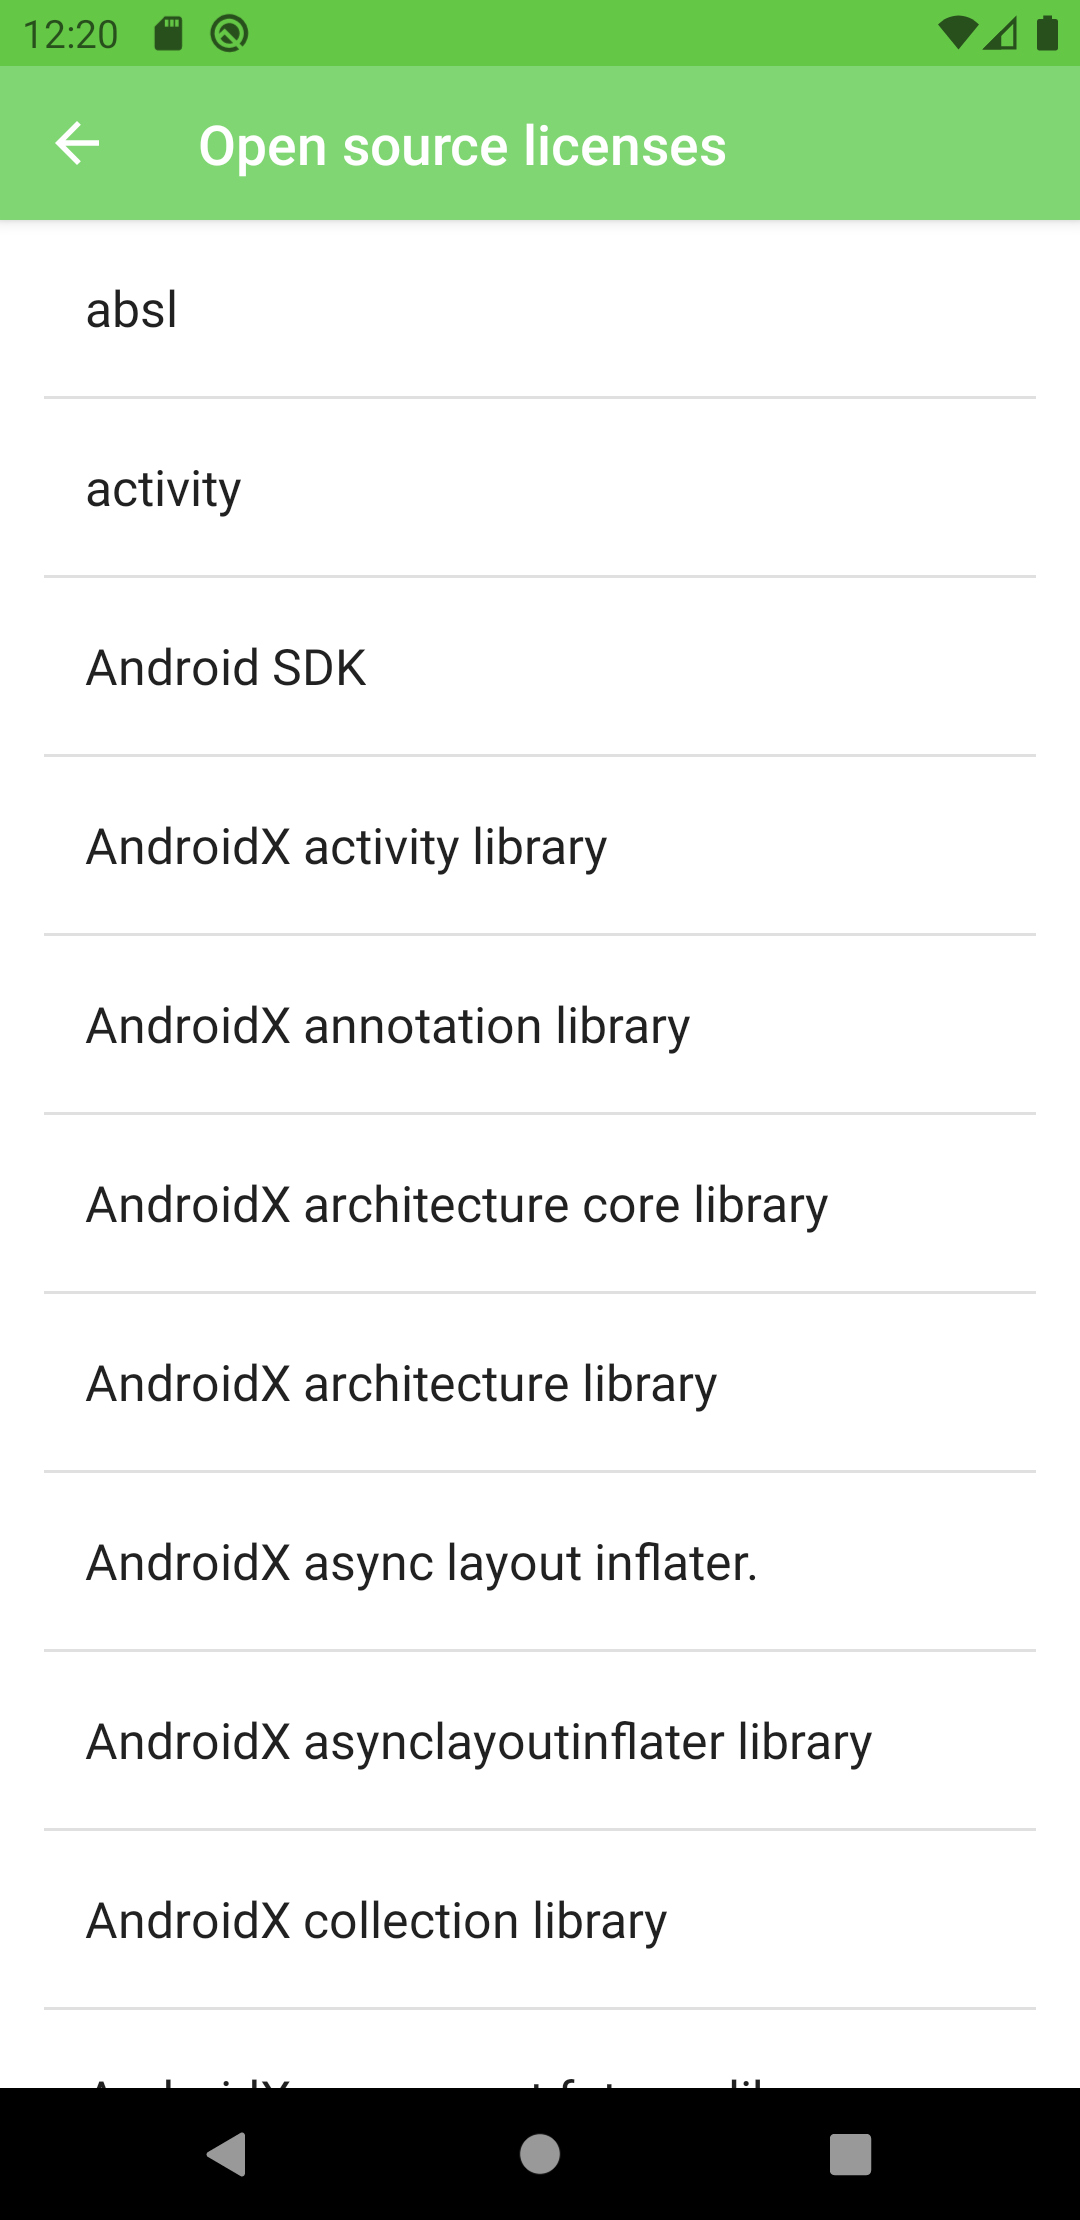 12:20
Open source licenses
absl
activity
Android SDK
AndroidX activity library
AndroidX annotation library
AndroidX architecture core library
AndroidX architecture library
AndroidX async layout inflater.
AndroidX asynclayoutinflater library
AndroidX collection library